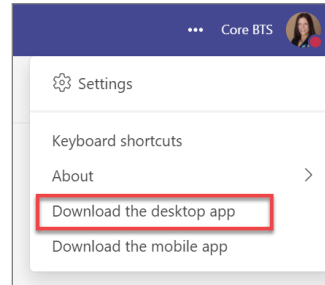 ••• Core BTS
Settings
Keyboard shortcuts
About
Download the desktop app
Download the mobile app